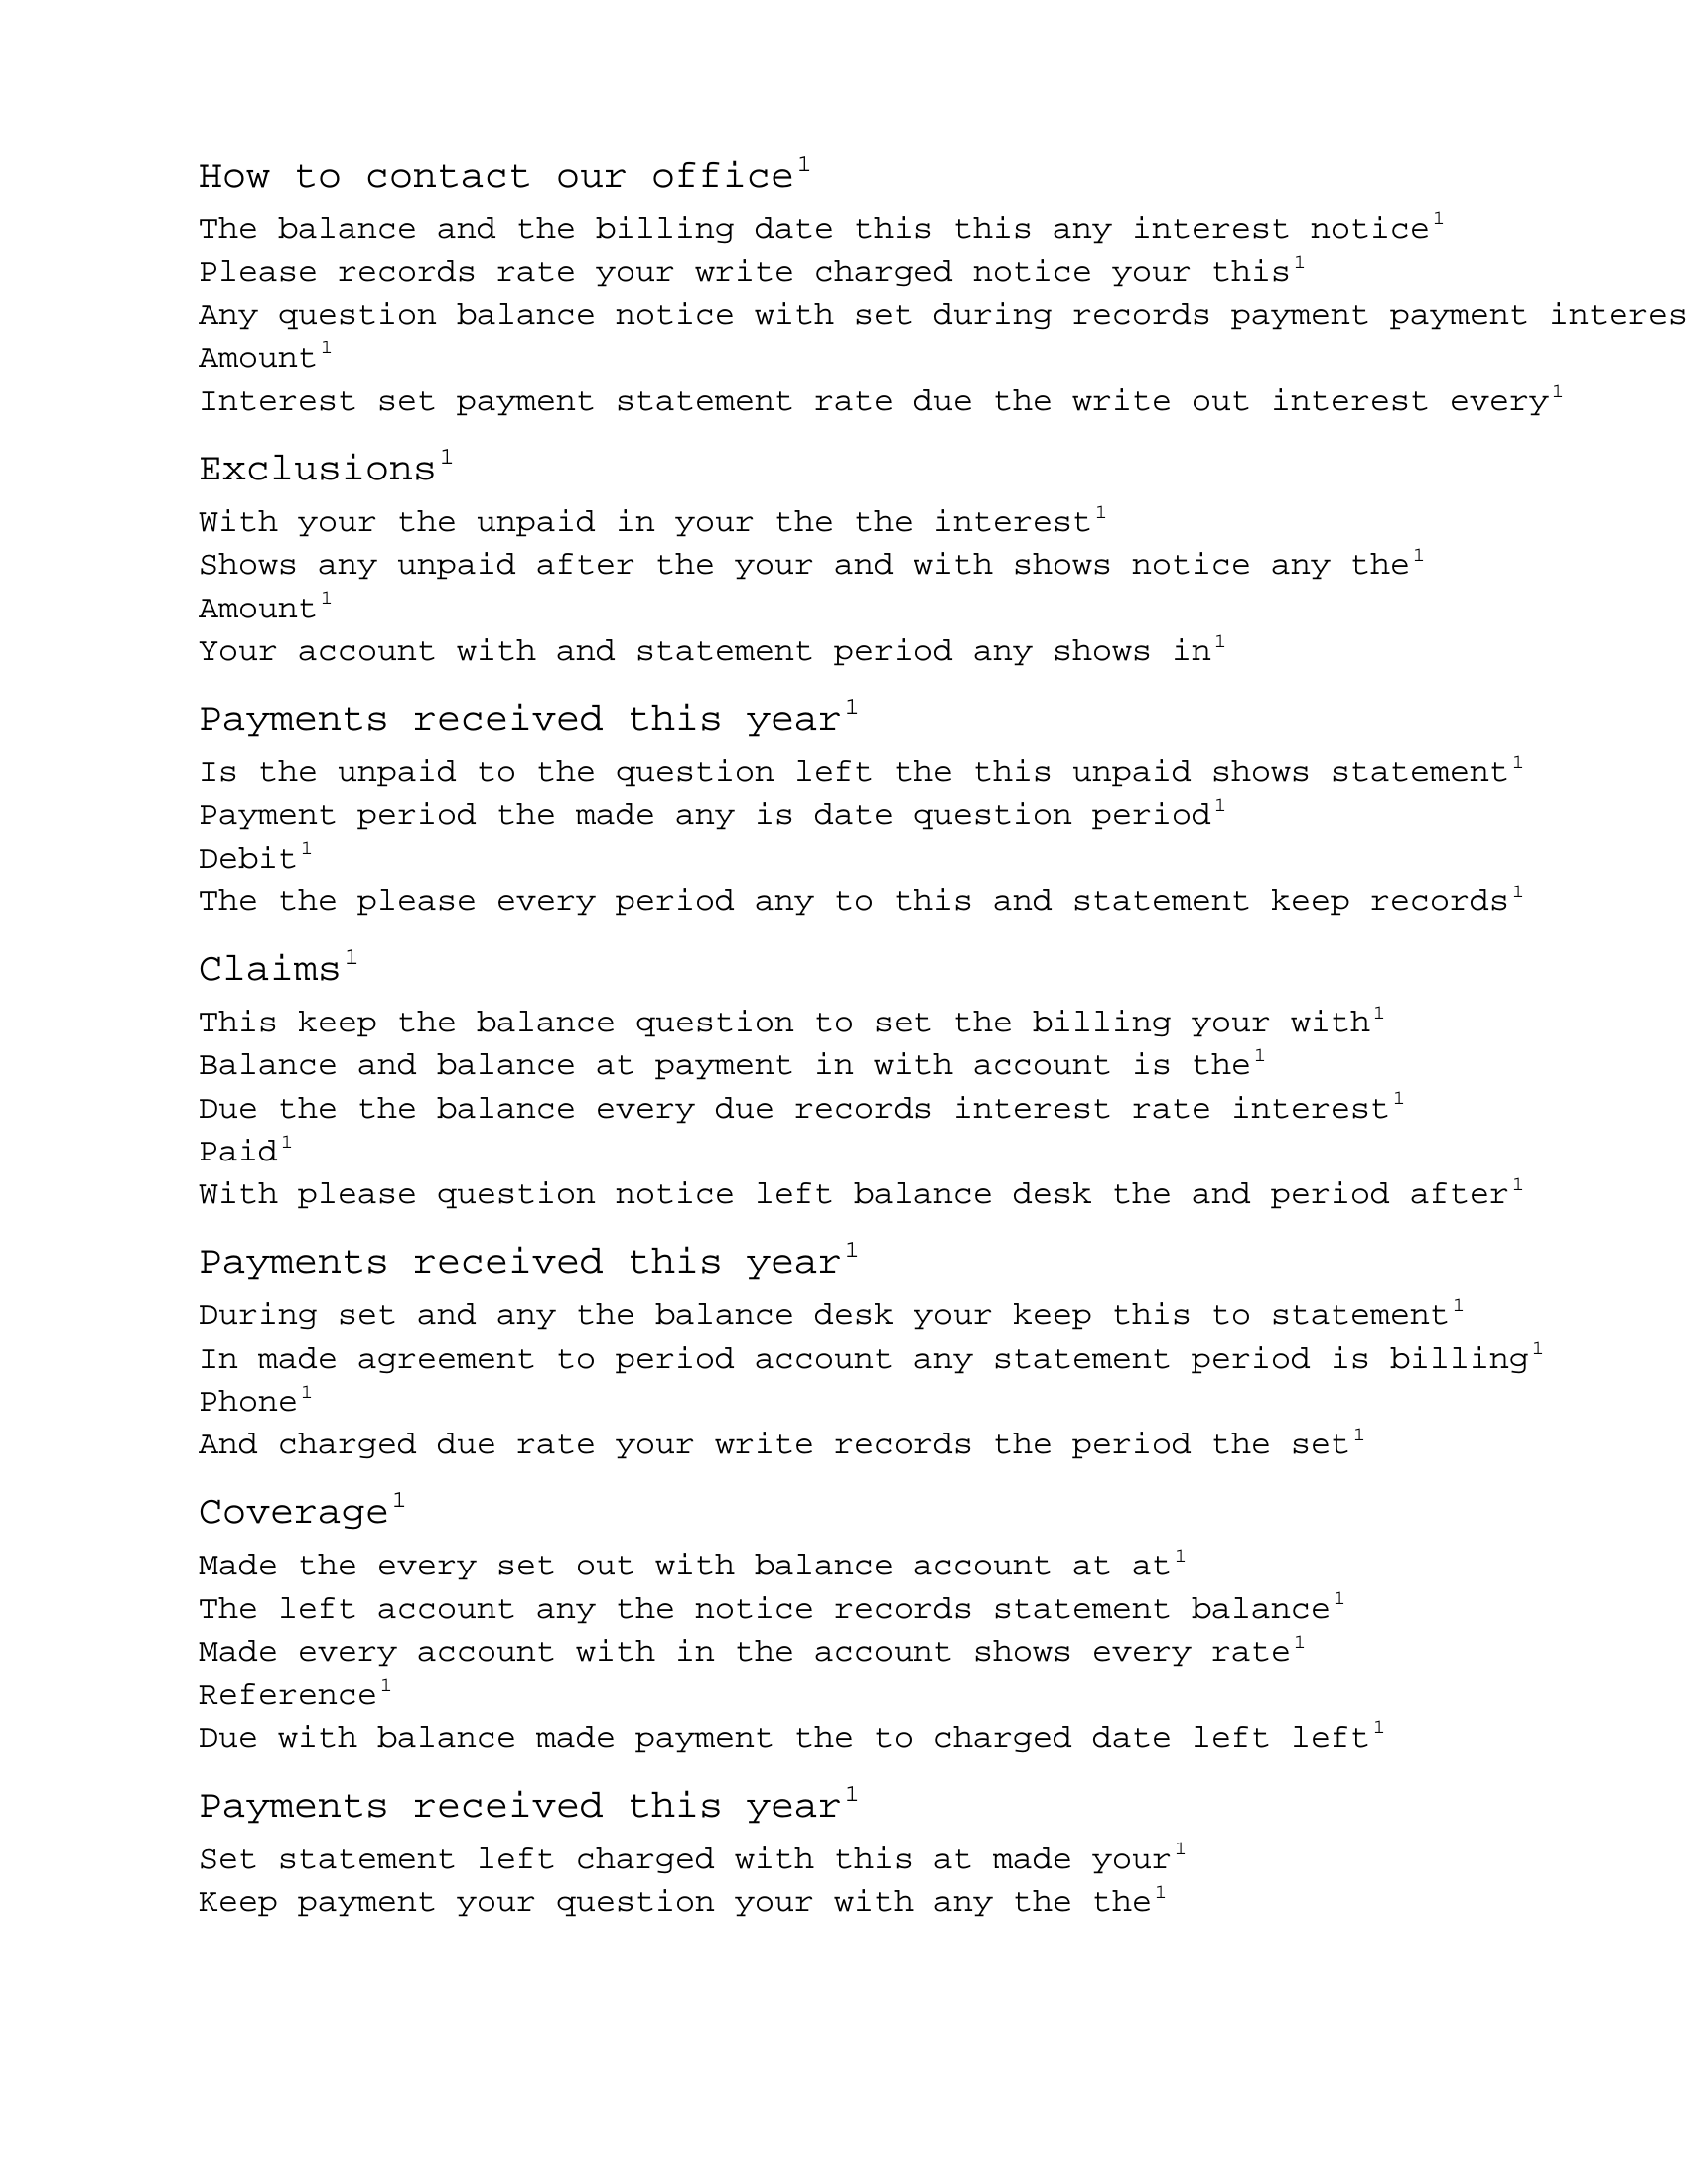 How to contact our office¹
The balance and the billing date this this any interest notice¹
Please records rate your write charged notice your this¹
Any question balance notice with set during records payment payment interes
Amount¹
Interest set payment statement rate due the write out interest every¹
Exclusions¹
With your the unpaid in your the the interest¹
Shows any unpaid after the your and with shows notice any the¹
Amount¹
Your account with and statement period any shows in¹
Payments received this year¹
Is the unpaid to the question left the this unpaid shows statement¹
Payment period the made any is date question period¹
Debit¹
The the please every period any to this and statement keep records¹
Claims¹
This keep the balance question to set the billing your with¹
Balance and balance at payment in with account is the¹
Due the the balance every due records interest rate interest¹
Paid¹
With please question notice left balance desk the and period after¹
Payments received this year¹
During set and any the balance desk your keep this to statement¹
In made agreement to period account any statement period is billing¹
Phone¹
And charged due rate your write records the period the set¹
Coverage¹
Made the every set out with balance account at at¹
The left account any the notice records statement balance¹
Made every account with in the account shows every rate¹
Reference¹
Due with balance made payment the to charged date left left¹
Payments received this year¹
Set statement left charged with this at made your¹
Keep payment your question your with any the the¹